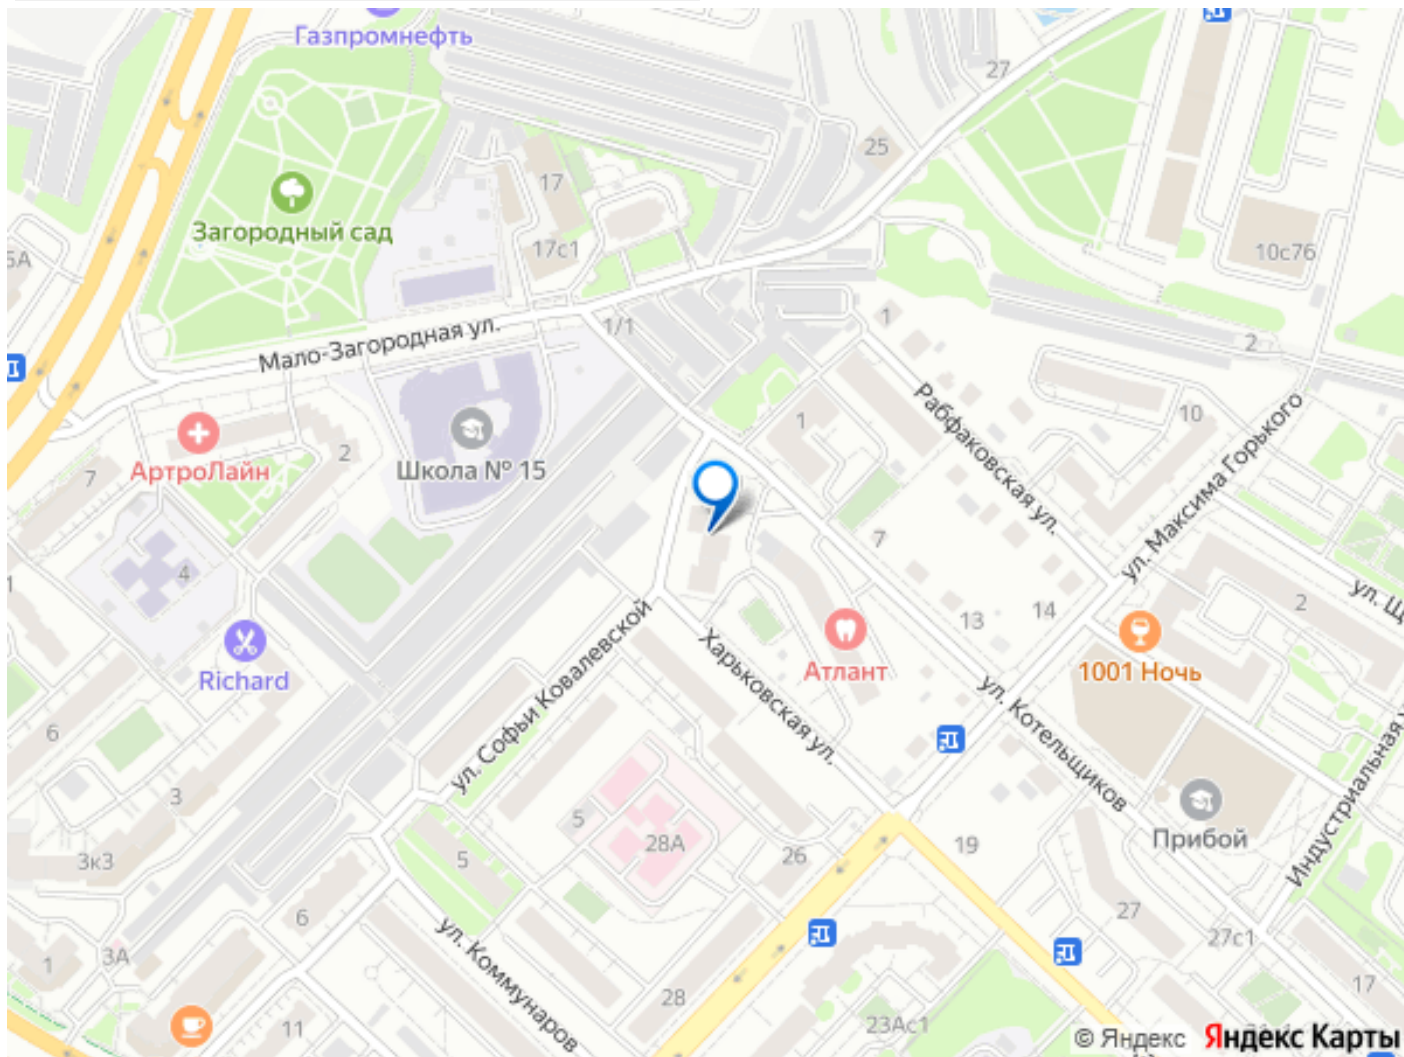 Газпромнефть
27
25
17
Загородный сад
17с1
10с76
5А
1/1
1
2
Мало-Загородная ул.
Рабфаковская ул.
10
1
ул. Максима Горького
АртроЛайн
2
Школа № 15
7
7
4
1
ул. Щ
2
14
13
Richard
ул. Софьи Ковалевской
Харьковская ул.
Атлант
1001 Ночь
ул. Котельщиков
6
Индустриальная у
3
5
28А
26
19
Прибой
3к3
5
6
27
27с1
3А
1
ул. Коммунаров
28
17
11
23Ас1
© Яндекс Яндекс Карты